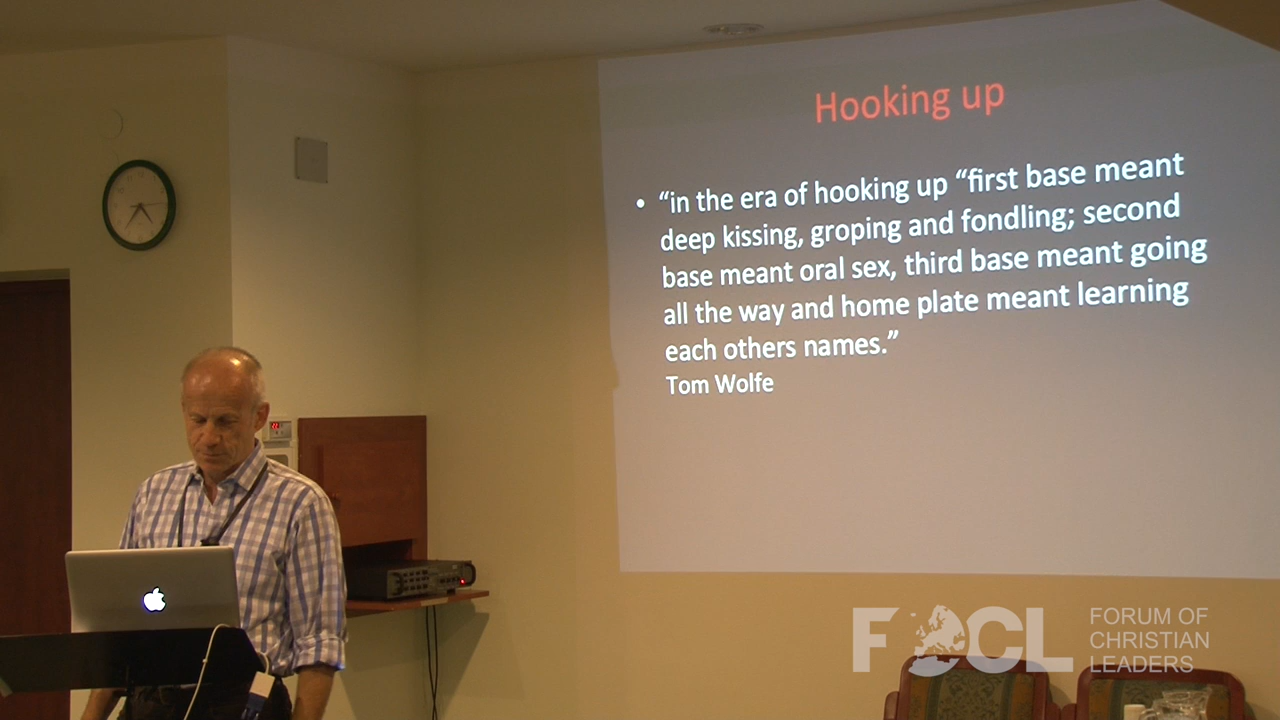 Hooking up
• “in the era of hooking up “first base meant
deep kissing, groping and fondling; second
base meant oral sex, third base meant going
all the way and home plate meant learning
each others names.”
Tom Wolfe
FOCL
FORUM OF
CHRISTIAN
LEADERS